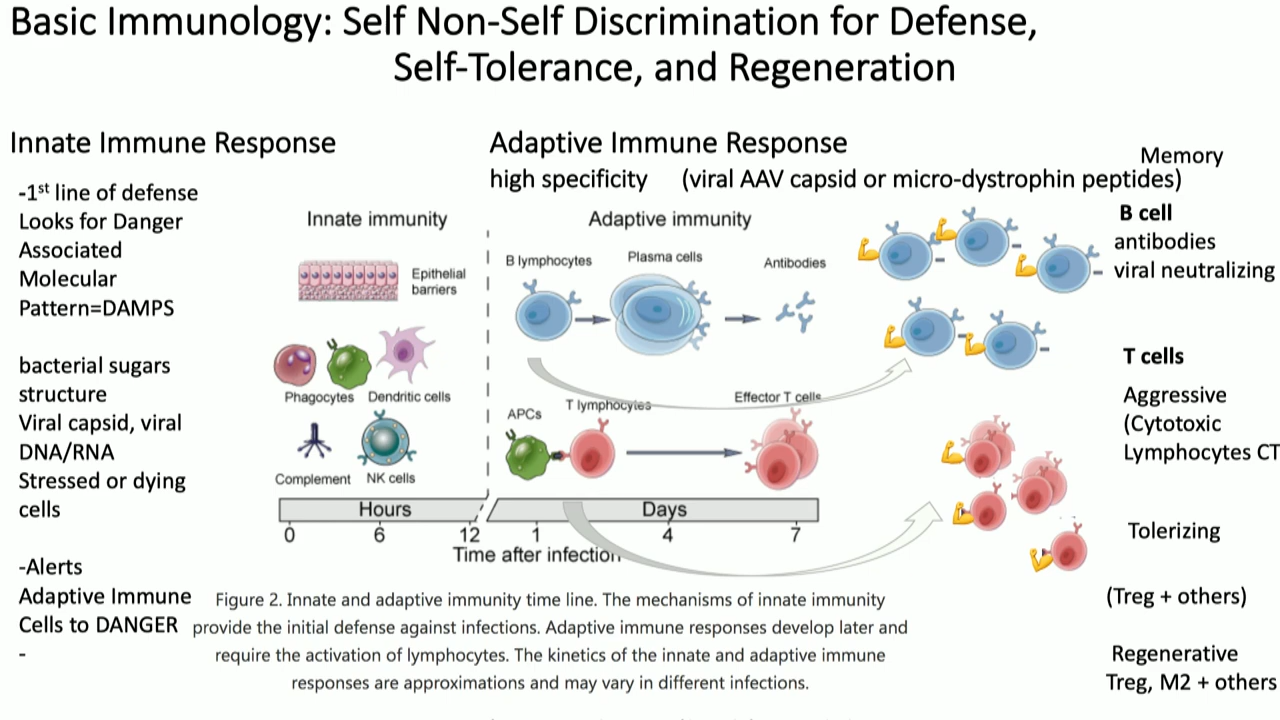 Basic Immunology: Self Non-Self Discrimination for Defense,
Self-Tolerance, and Regeneration
Innate Immune Response
-1st line of defense
Looks for Danger
Associated
Molecular
Pattern=DAMPS
bacterial sugars
structure
Viral capsid, viral
DNA/RNA
Stressed or dying
cells
-Alerts
Adaptive Immune
Cells to DANGER
-
Adaptive Immune Response
high specificity (viral AAV capsid or micro-dystrophin peptides)
Innate immunity
Epithelial
barriers
Phagocytes Dendritic cells
Complement NK cells
Adaptive immunity
B lymphocytes Plasma cells Antibodies
APCs T lymphocytes Effector T cells
Hours Days
0 6 12 1 4 7
Time after infection
Figure 2. Innate and adaptive immunity time line. The mechanisms of innate immunity
provide the initial defense against infections. Adaptive immune responses develop later and
require the activation of lymphocytes. The kinetics of the innate and adaptive immune
responses are approximations and may vary in different infections.
Memory
B cell
antibodies
viral neutralizing
T cells
Aggressive
(Cytotoxic
Lymphocytes CT
Tolerizing
(Treg + others)
Regenerative
Treg, M2 + others